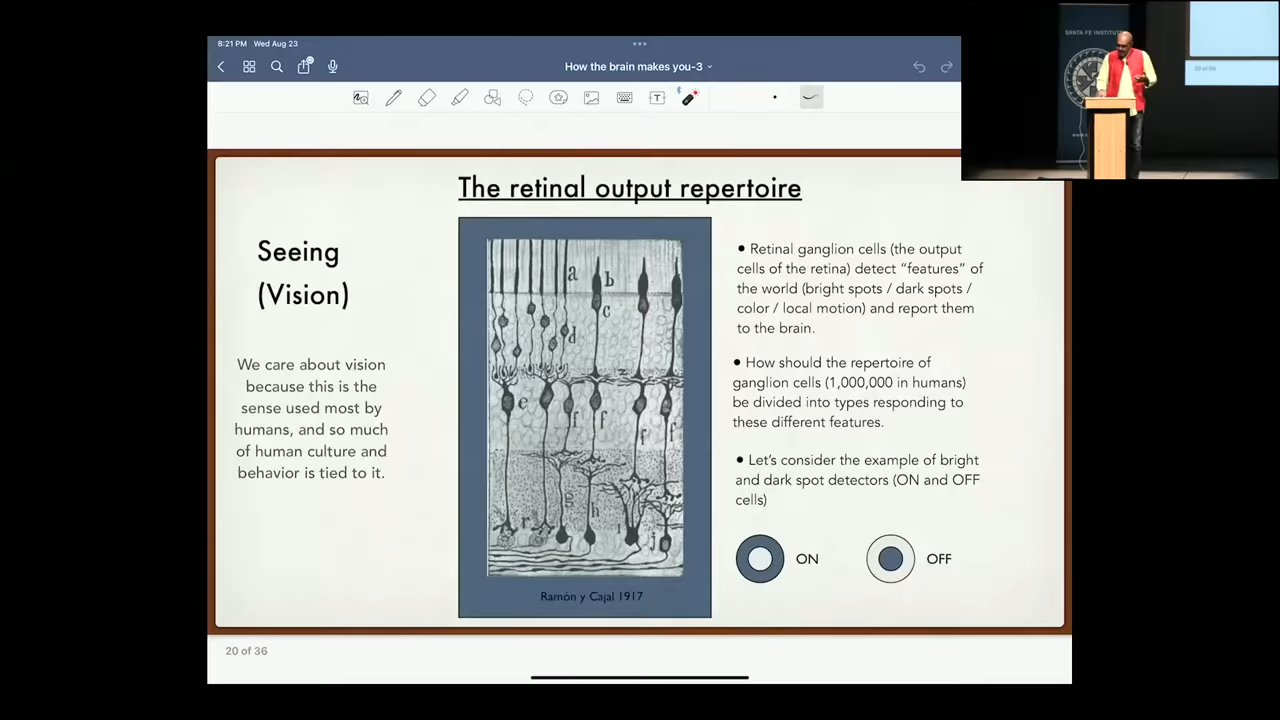 8:21 PM Wed Aug 23
How the brain makes you-3
SANTA FE INSTITUTE
20 of 36
The retinal output repertoire
Seeing
(Vision)
We care about vision
because this is the
sense used most by
humans, and so much
of human culture and
behavior is tied to it.
a
b
c
d
e
f
f
f
f
g
h
r
i
j
Ramón y Cajal 1917
• Retinal ganglion cells (the output
cells of the retina) detect “features” of
the world (bright spots / dark spots /
color / local motion) and report them
to the brain.
• How should the repertoire of
ganglion cells (1,000,000 in humans)
be divided into types responding to
these different features.
• Let’s consider the example of bright
and dark spot detectors (ON and OFF
cells)
ON
OFF
20 of 36